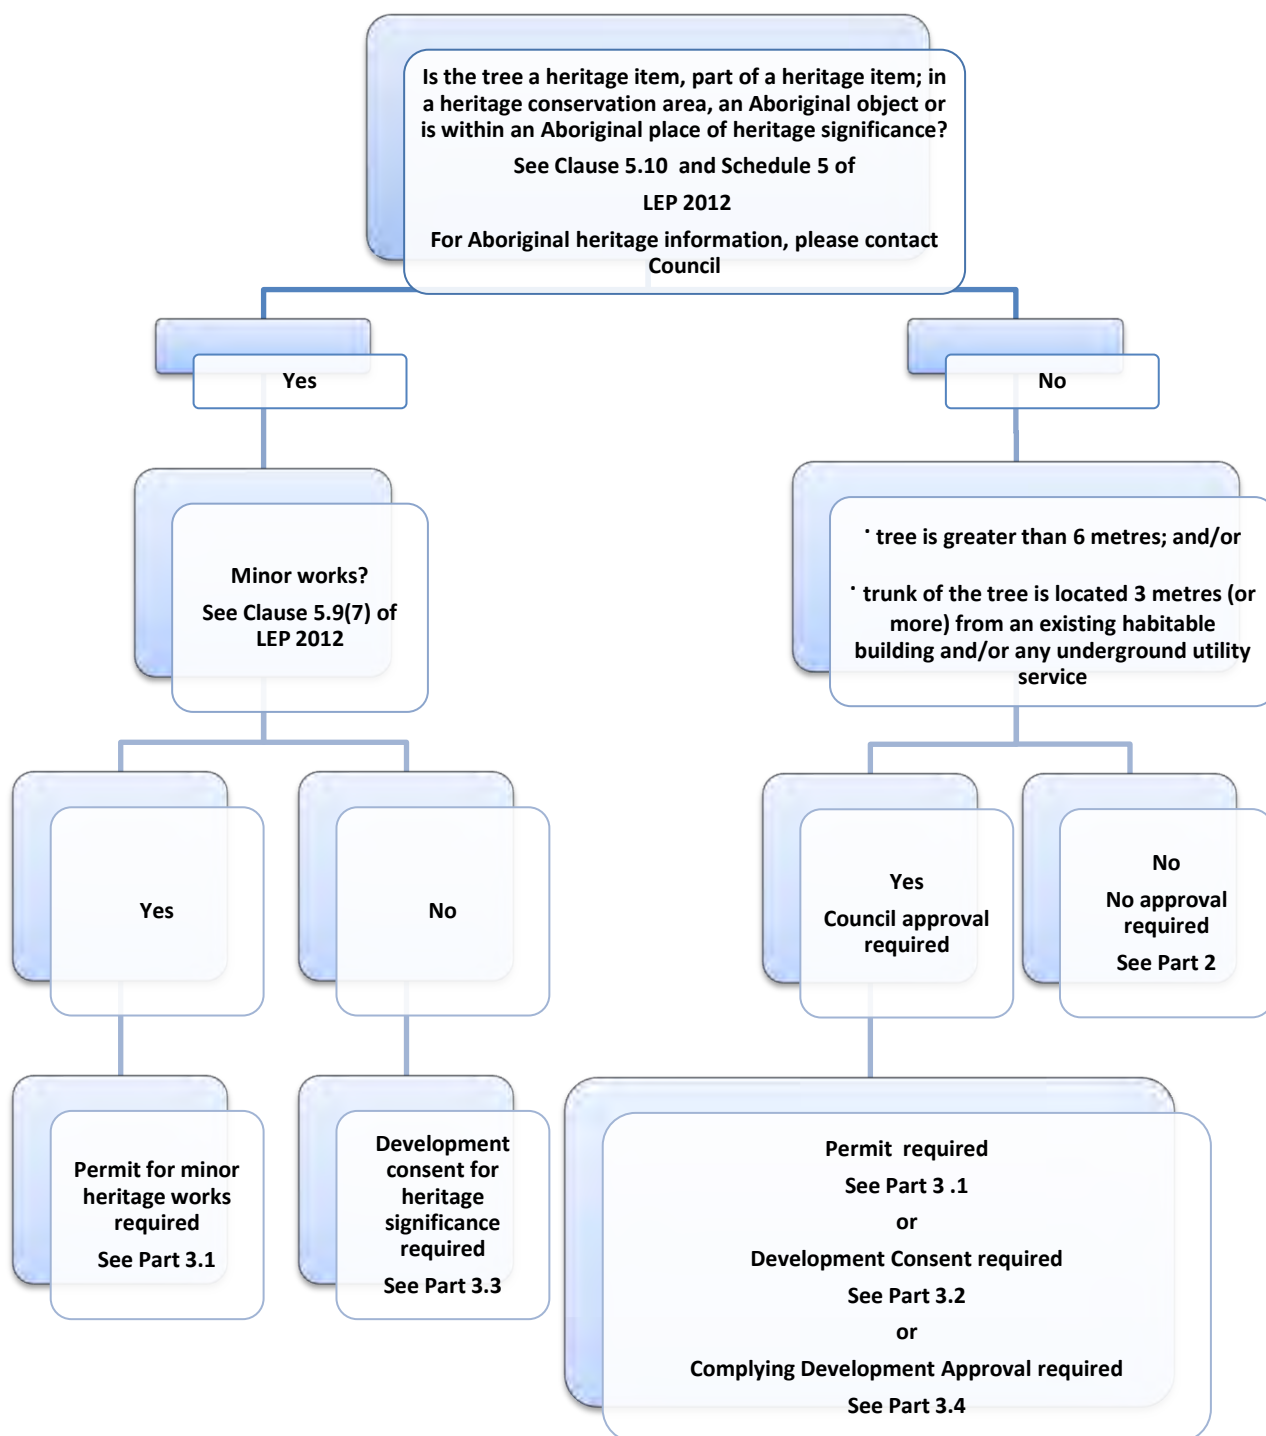 Is the tree a heritage item, part of a heritage item; in
a heritage conservation area, an Aboriginal object or
is within an Aboriginal place of heritage significance?
See Clause 5.10 and Schedule 5 of
LEP 2012
For Aboriginal heritage information, please contact
Council
Yes
No
Minor works?
See Clause 5.9(7) of
LEP 2012
· tree is greater than 6 metres; and/or
· trunk of the tree is located 3 metres (or
more) from an existing habitable
building and/or any underground utility
service
Yes
No
Yes
Council approval
required
No
No approval
required
See Part 2
Permit for minor
heritage works
required
See Part 3.1
Development
consent for
heritage
significance
required
See Part 3.3
Permit required
See Part 3 .1
or
Development Consent required
See Part 3.2
or
Complying Development Approval required
See Part 3.4